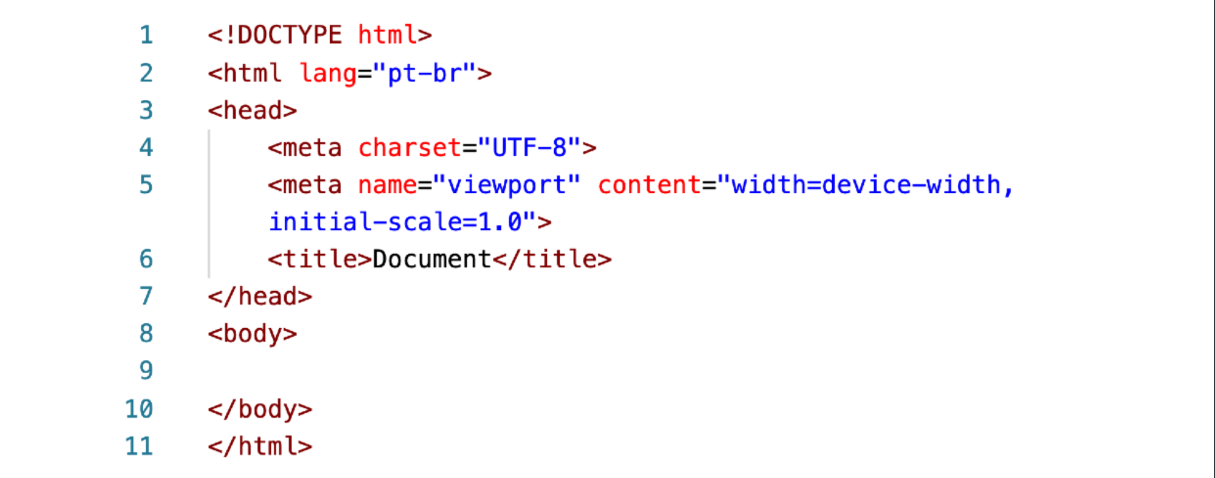 1 <!DOCTYPE html>
2 <html lang="pt-br">
3 <head>
4     <meta charset="UTF-8">
5     <meta name="viewport" content="width=device-width,
    initial-scale=1.0">
6     <title>Document</title>
7 </head>
8 <body>
9
10 </body>
11 </html>